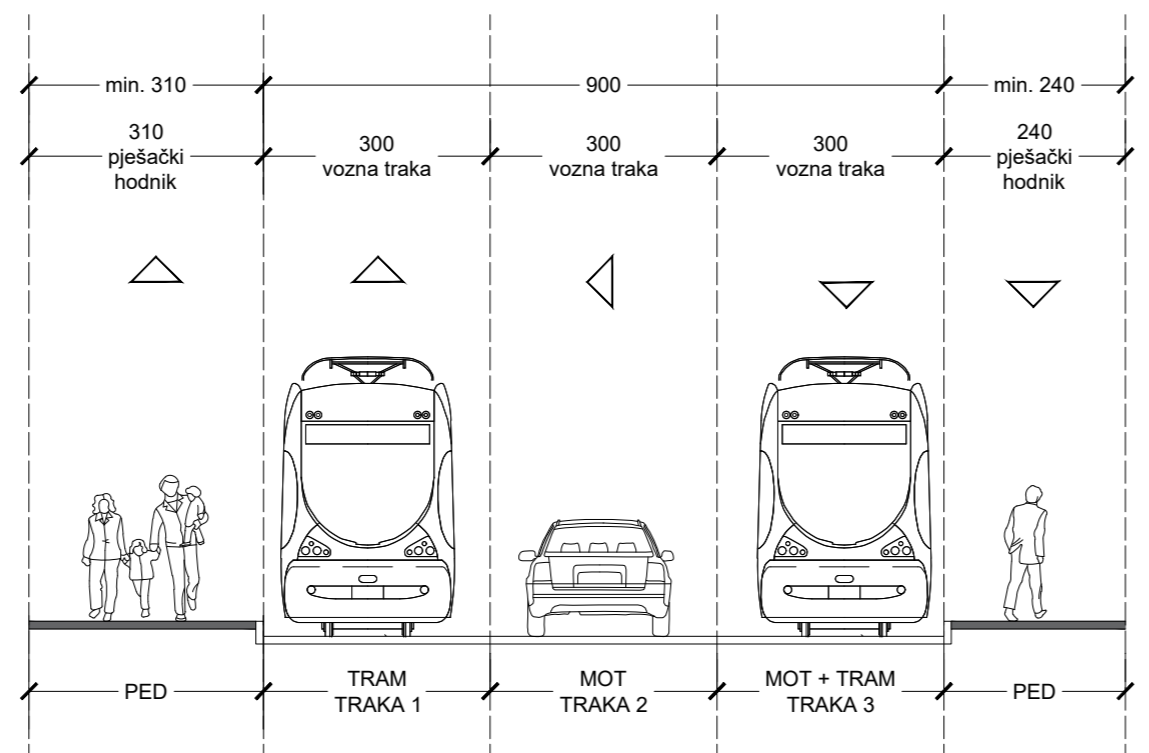 min. 310
900
min. 240
310
pješački
hodnik
300
vozna traka
300
vozna traka
300
vozna traka
240
pješački
hodnik
PED
TRAM
TRAKA 1
MOT
TRAKA 2
MOT + TRAM
TRAKA 3
PED